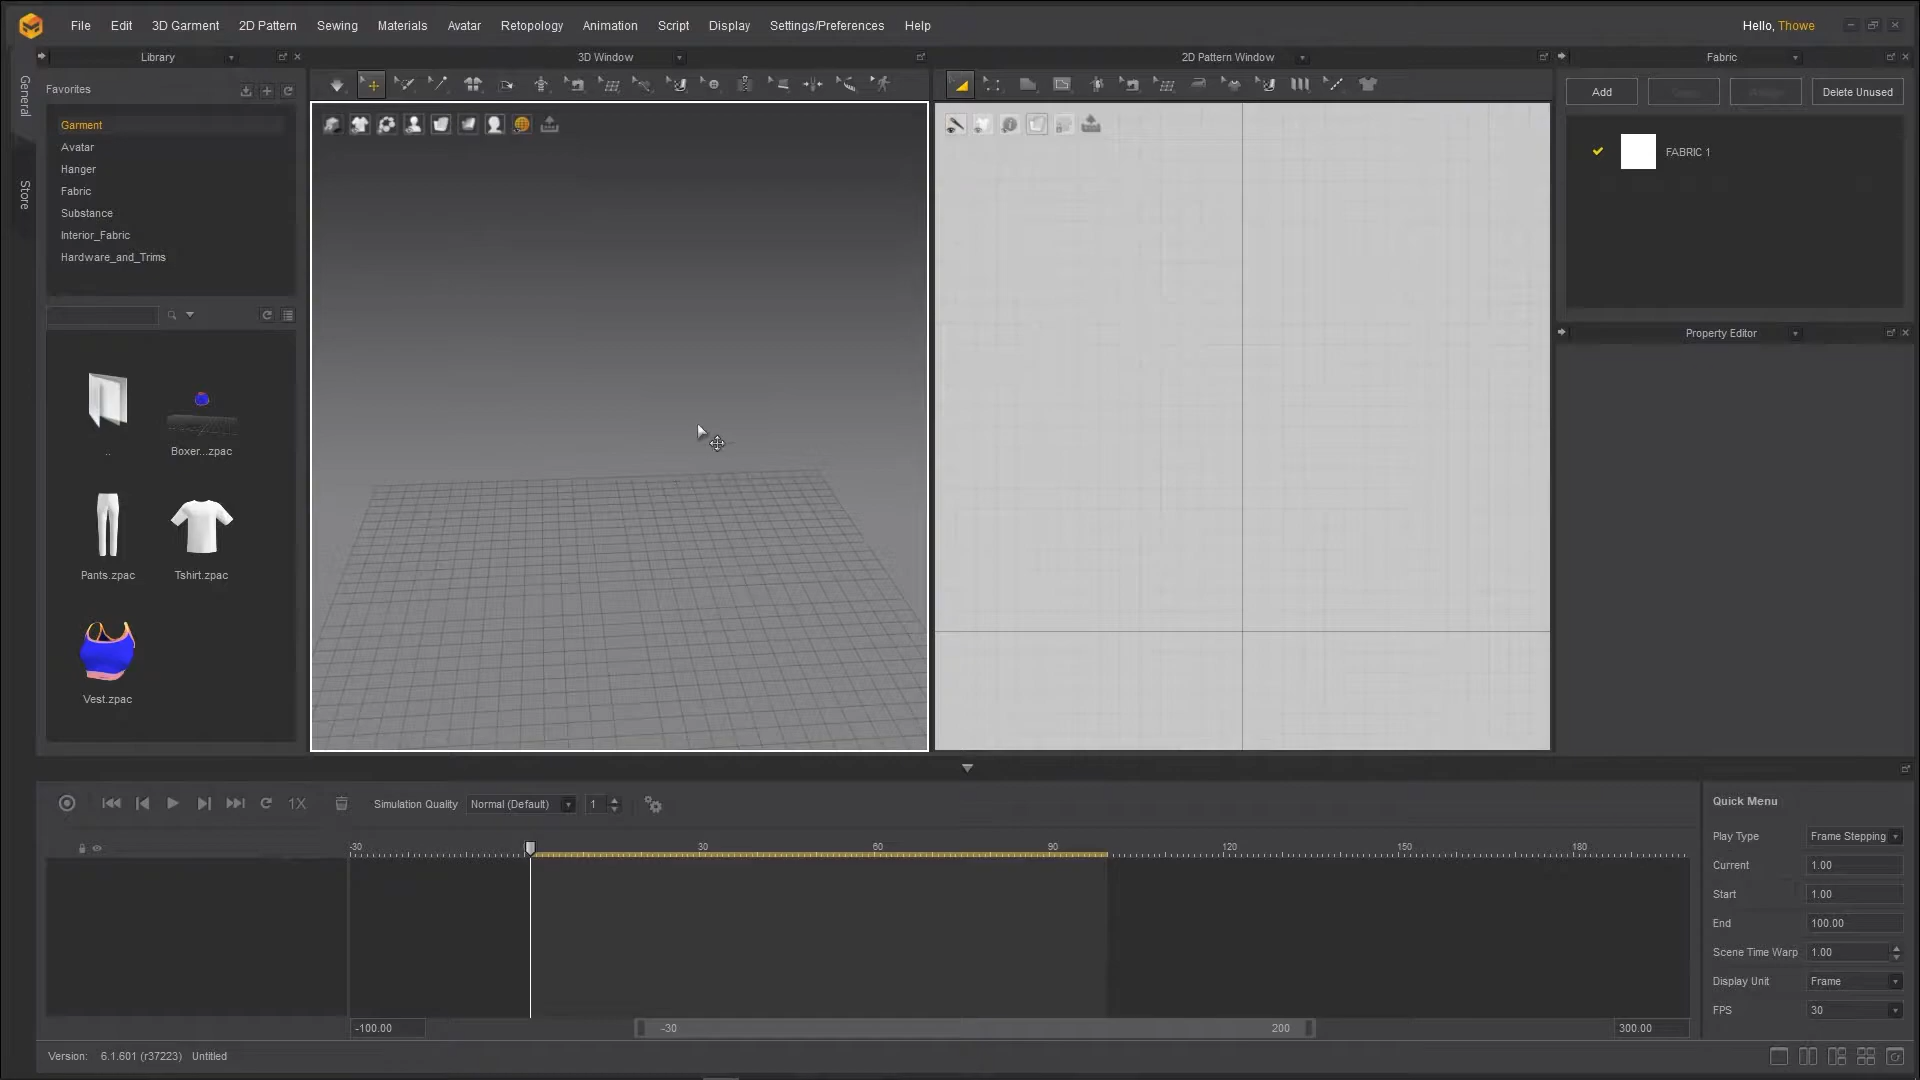 File Edit 3D Garment 2D Pattern Sewing Materials Avatar Retopology Animation Script Display Settings/Preferences Help Hello, Thowe
Library 3D Window 2D Pattern Window Fabric
General
Store
Favorites
Garment
Avatar
Hanger
Fabric
Substance
Interior_Fabric
Hardware_and_Trims
..
Boxer...zpac
Pants.zpac
Tshirt.zpac
Vest.zpac
Add Delete Unused
FABRIC 1
Property Editor
1X Simulation Quality Normal (Default) 1
-30 30 60 90 120 150 180
-100.00 -30 200 300.00
Quick Menu
Play Type Frame Stepping
Current 1.00
Start 1.00
End 100.00
Scene Time Warp 1.00
Display Unit Frame
FPS 30
Version: 6.1.601 (r37223) Untitled